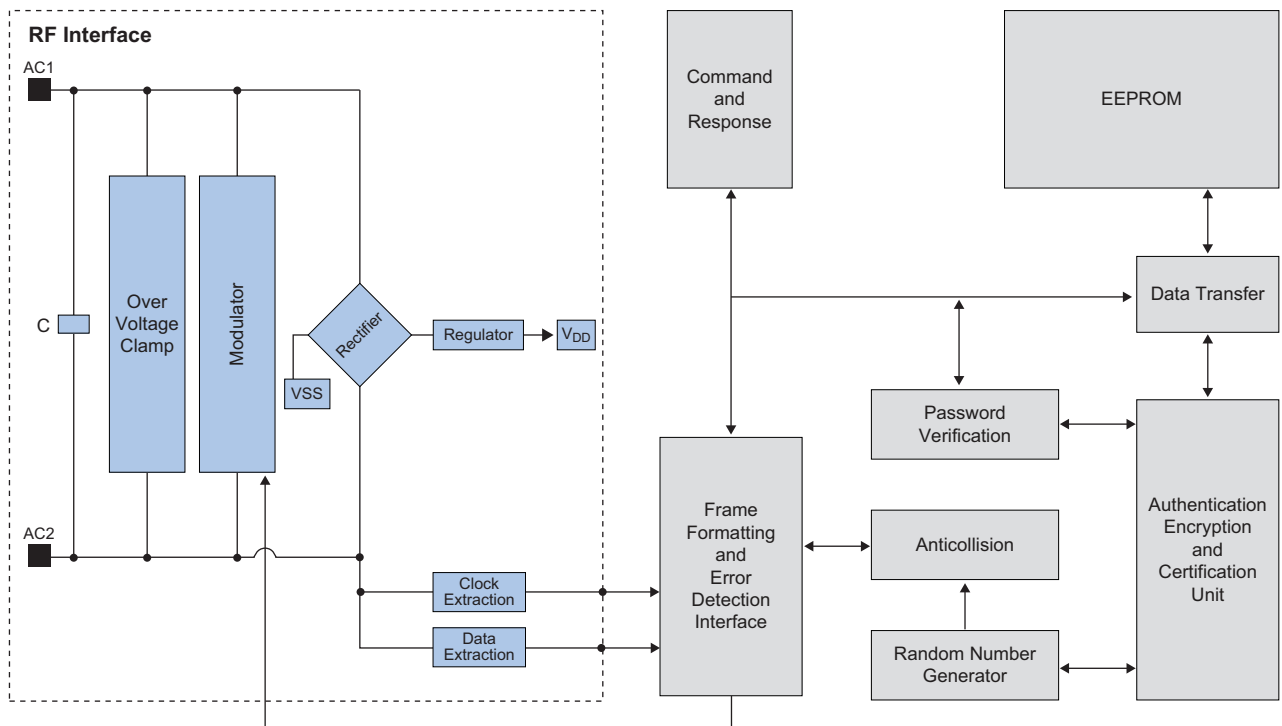 RF Interface
AC1
C
Over
Voltage
Clamp
Modulator
Rectifier
VSS
Regulator
VDD
AC2
Clock
Extraction
Data
Extraction
Command
and
Response
EEPROM
Data Transfer
Password
Verification
Frame
Formatting
and
Error
Detection
Interface
Anticollision
Random Number
Generator
Authentication
Encryption
and
Certification
Unit